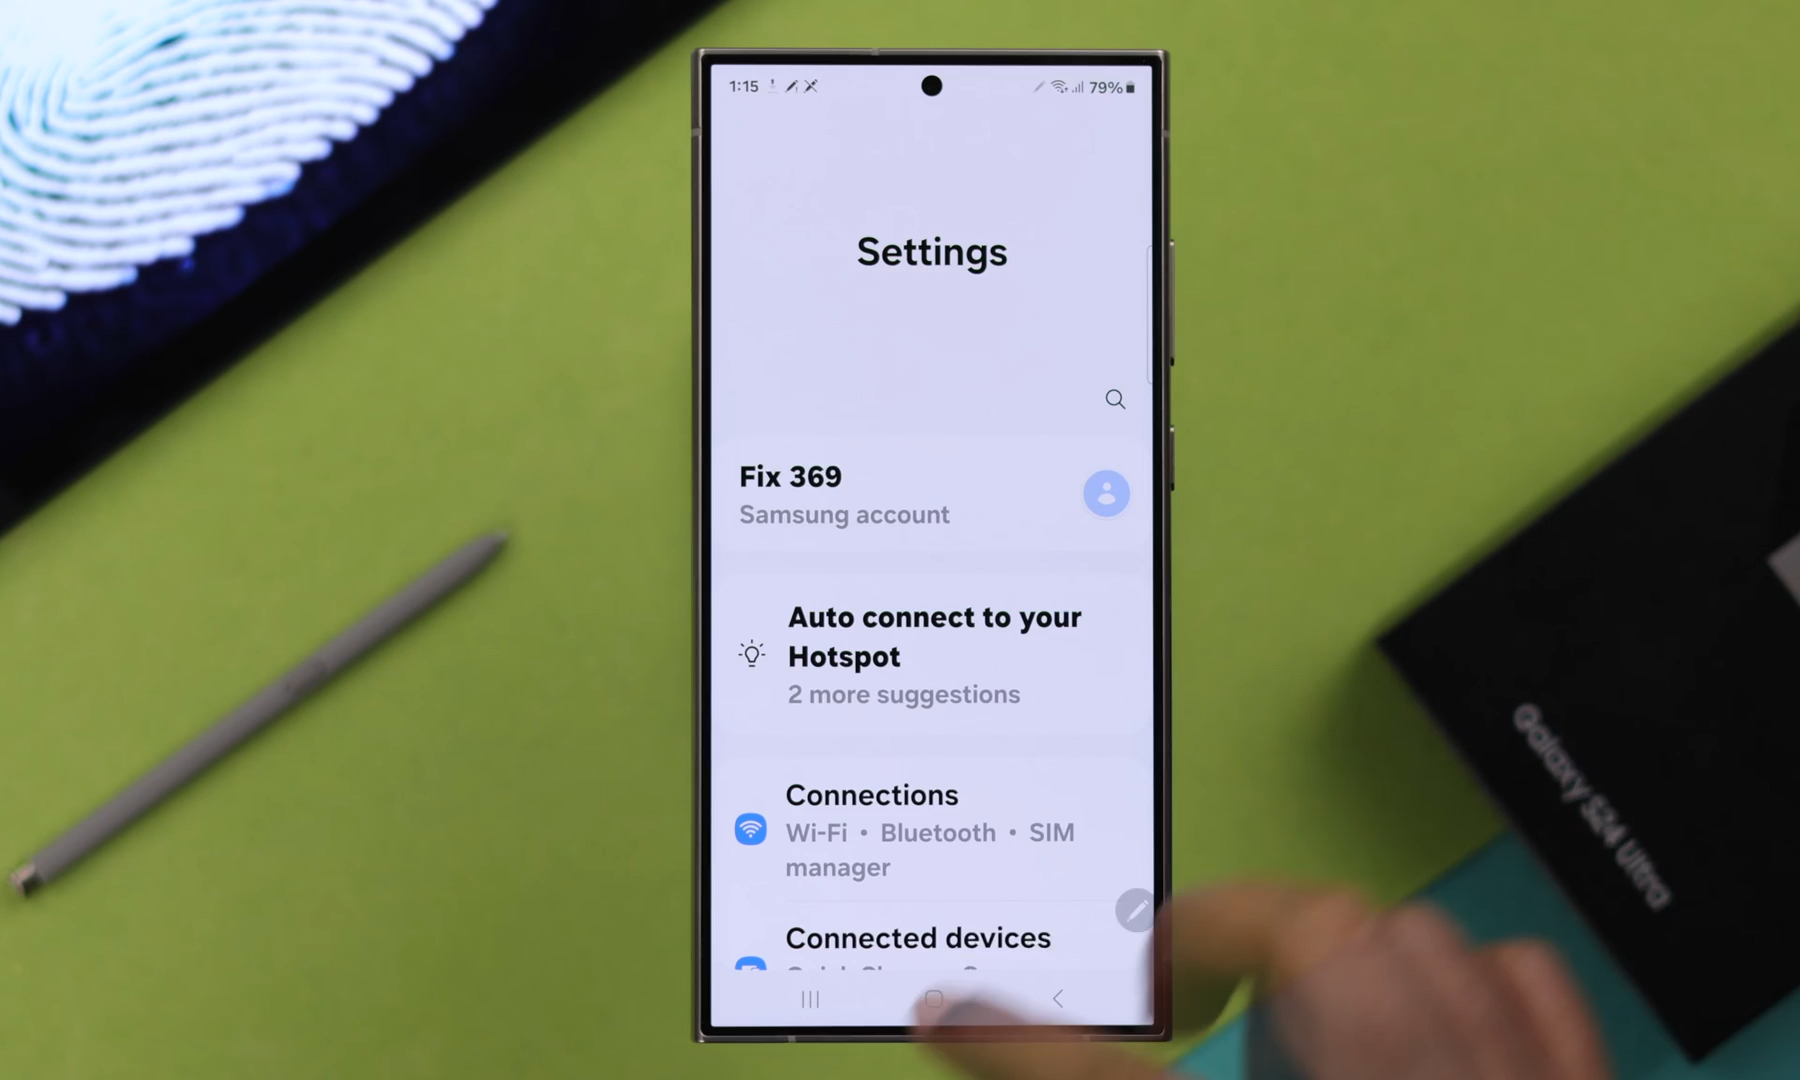 1:15
79%
Settings
Fix 369
Samsung account
Auto connect to your
Hotspot
2 more suggestions
Connections
Wi-Fi • Bluetooth • SIM
manager
Connected devices
Galaxy S24 Ultra